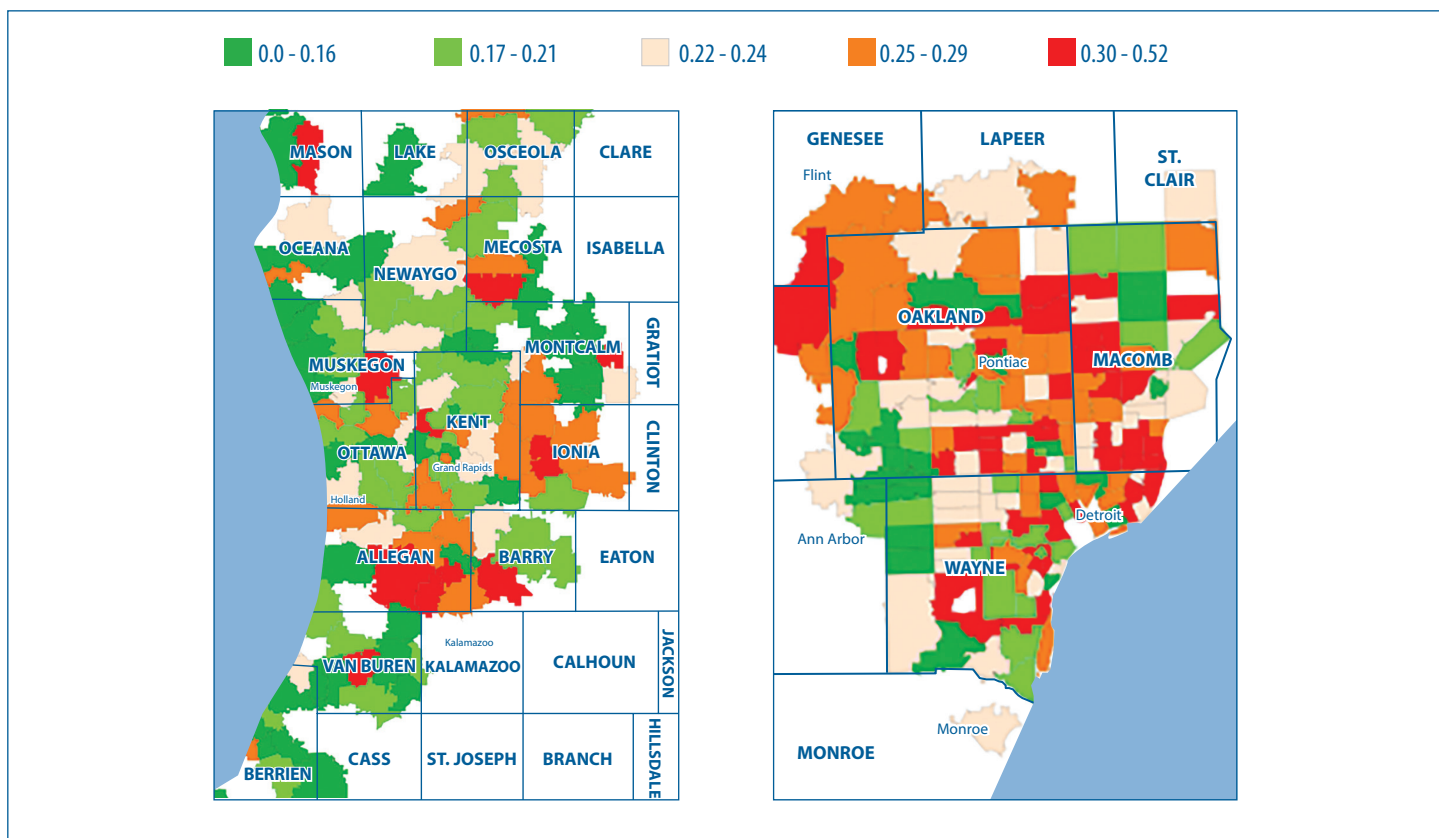 0.0 - 0.16
0.17 - 0.21
0.22 - 0.24
0.25 - 0.29
0.30 - 0.52
MASON
LAKE
OSCEOLA
CLARE
OCEANA
NEWAYGO
MECOSTA
ISABELLA
MUSKEGON
Muskegon
MONTCALM
GRATIOT
KENT
OTTAWA
Grand Rapids
IONIA
CLINTON
Holland
ALLEGAN
BARRY
EATON
VAN BUREN
Kalamazoo
KALAMAZOO
CALHOUN
JACKSON
BERRIEN
CASS
ST. JOSEPH
BRANCH
HILLSDALE
GENESEE
LAPEER
ST.
CLAIR
Flint
OAKLAND
Pontiac
MACOMB
Detroit
Ann Arbor
WAYNE
Monroe
MONROE